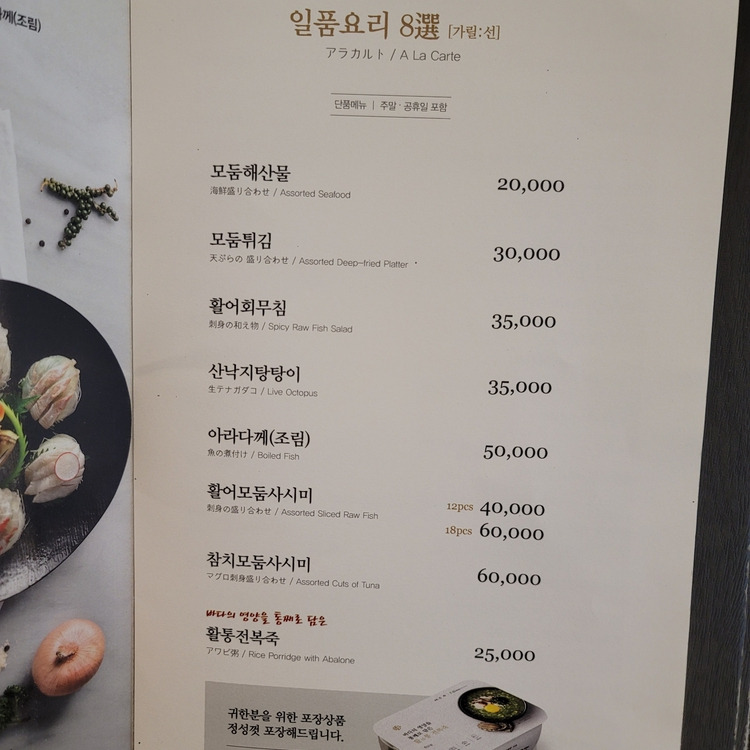 께(조림)
일품요리 8選 [가릴:선]
アラカルト / A La Carte
단품메뉴 | 주말 · 공휴일 포함
모둠해산물 20,000
海鮮盛り合わせ / Assorted Seafood
모둠튀김 30,000
天ぷらの 盛り合わせ / Assorted Deep-fried Platter
활어회무침 35,000
刺身の和え物 / Spicy Raw Fish Salad
산낙지탕탕이 35,000
生テナガダコ / Live Octopus
아라다께(조림) 50,000
魚の煮付け / Boiled Fish
활어모둠사시미 12pcs 40,000
刺身の盛り合わせ / Assorted Sliced Raw Fish
18pcs 60,000
참치모둠사시미 60,000
マグロ刺身盛り合わせ / Assorted Cuts of Tuna
바다의 영양을 통째로 담은
활통전복죽 25,000
アワビ粥 / Rice Porridge with Abalone
귀한분을 위한 포장상품
정성껏 포장해드립니다.